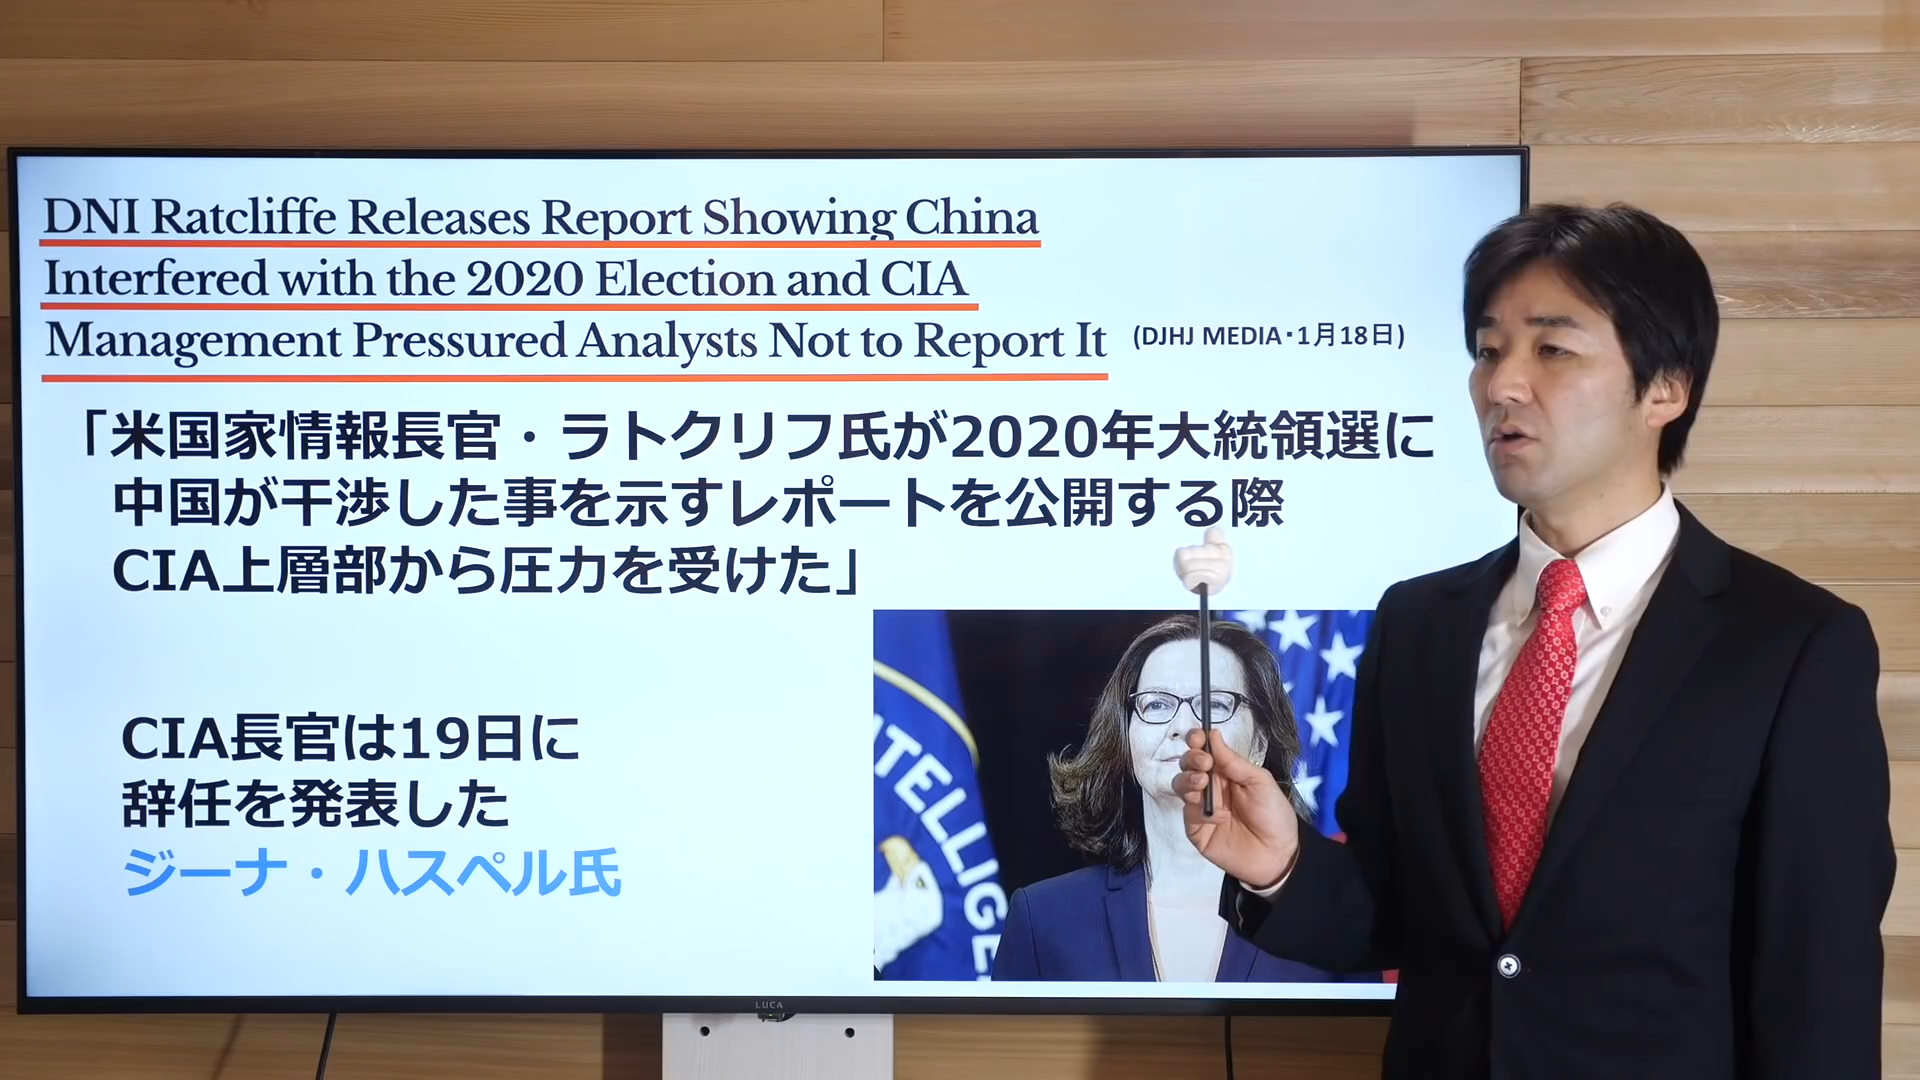 DNI Ratcliffe Releases Report Showing China
Interfered with the 2020 Election and CIA
Management Pressured Analysts Not to Report It
(DJHJ MEDIA・1月18日)
「米国家情報長官・ラトクリフ氏が2020年大統領選に
中国が干渉した事を示すレポートを公開する際
CIA上層部から圧力を受けた」
CIA長官は19日に
辞任を発表した
ジーナ・ハスペル氏
LUCA